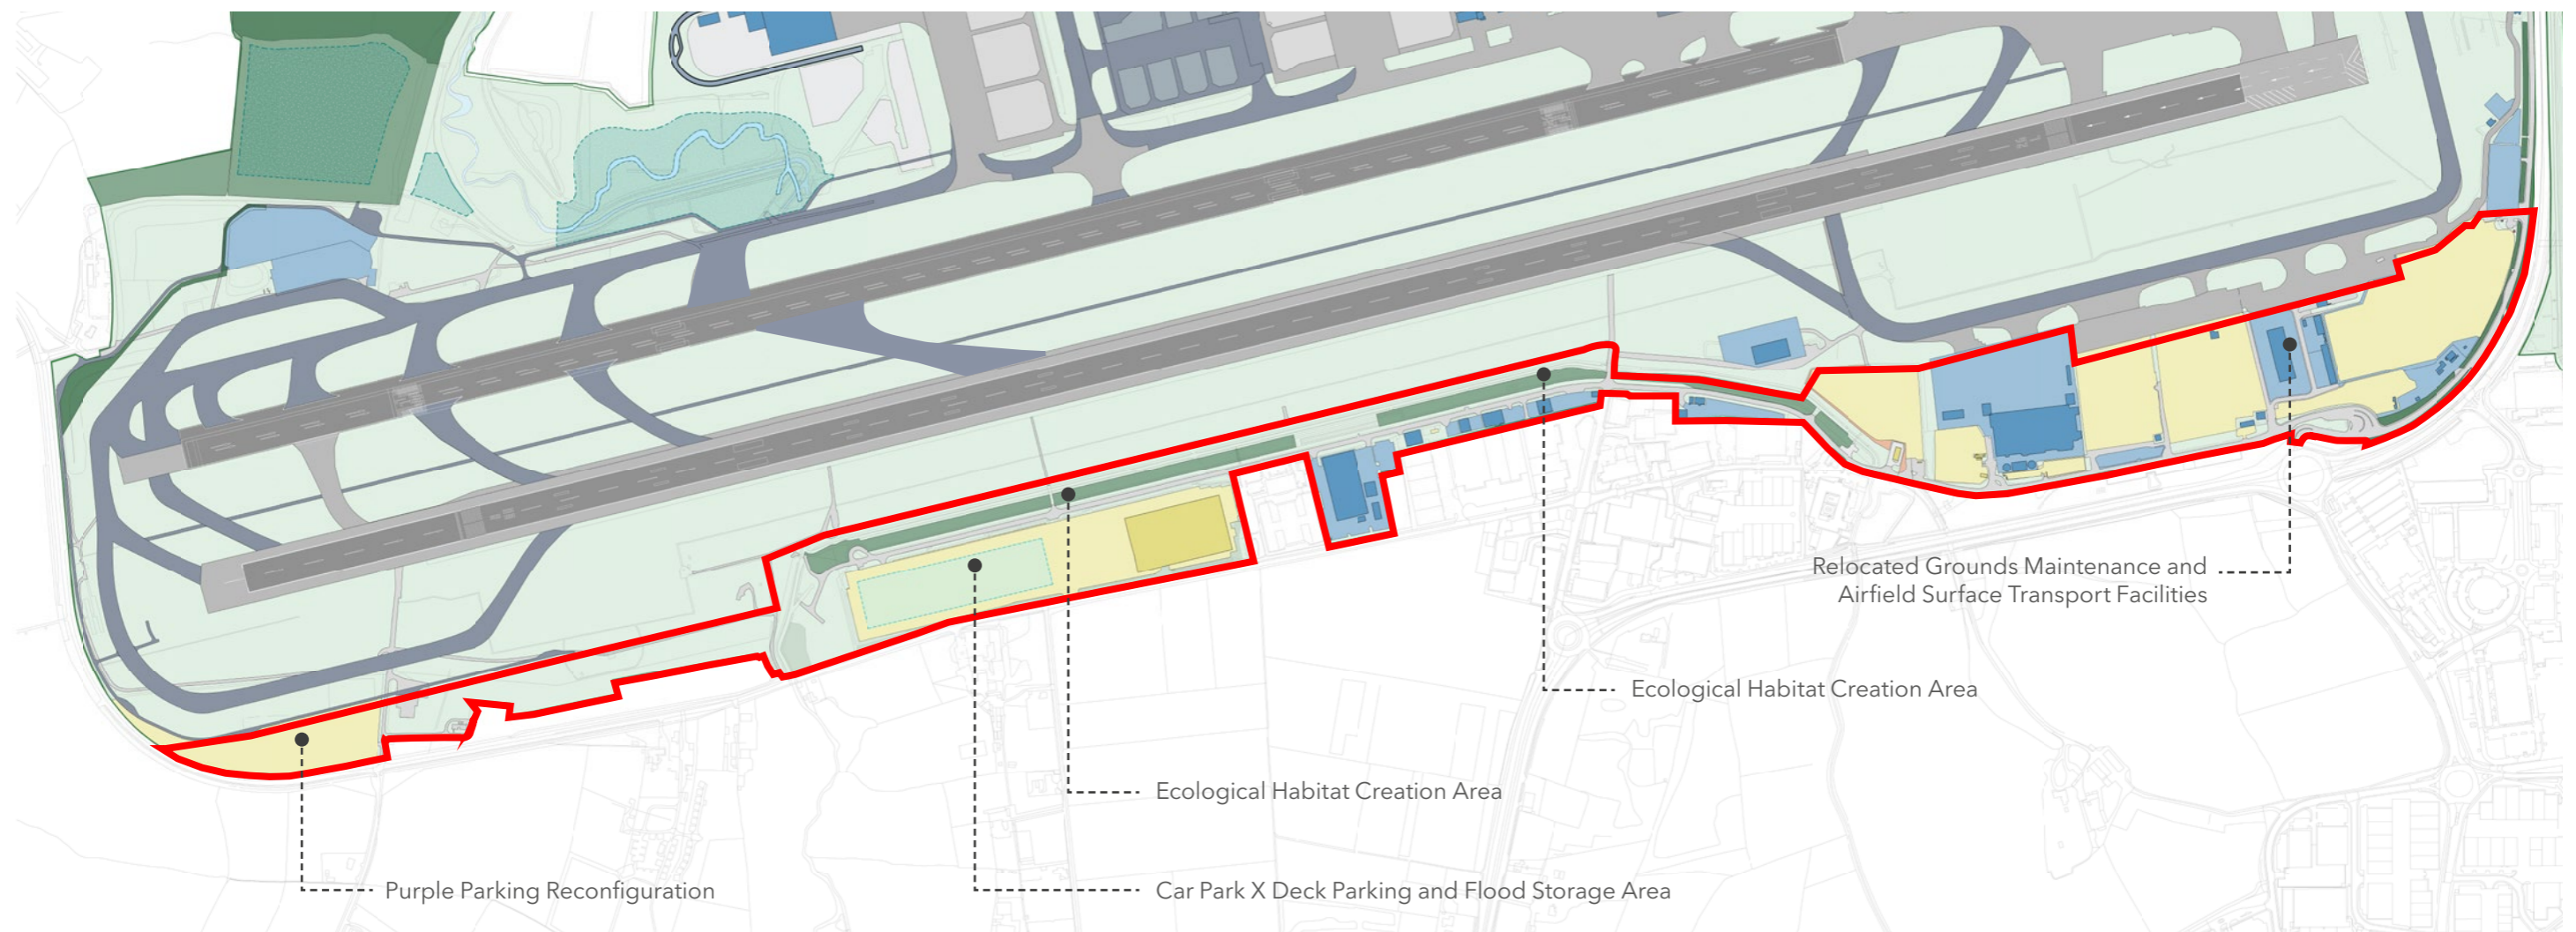 Relocated Grounds Maintenance and
Airfield Surface Transport Facilities
Ecological Habitat Creation Area
Ecological Habitat Creation Area
Purple Parking Reconfiguration
Car Park X Deck Parking and Flood Storage Area